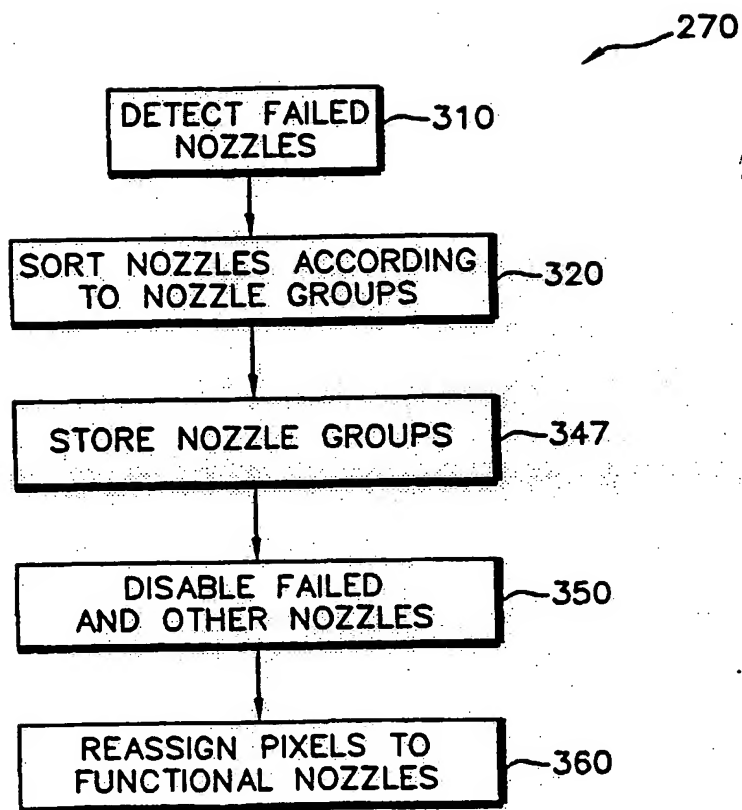 270
DETECT FAILED
NOZZLES
310
SORT NOZZLES ACCORDING
TO NOZZLE GROUPS
320
STORE NOZZLE GROUPS
347
DISABLE FAILED
AND OTHER NOZZLES
350
REASSIGN PIXELS TO
FUNCTIONAL NOZZLES
360